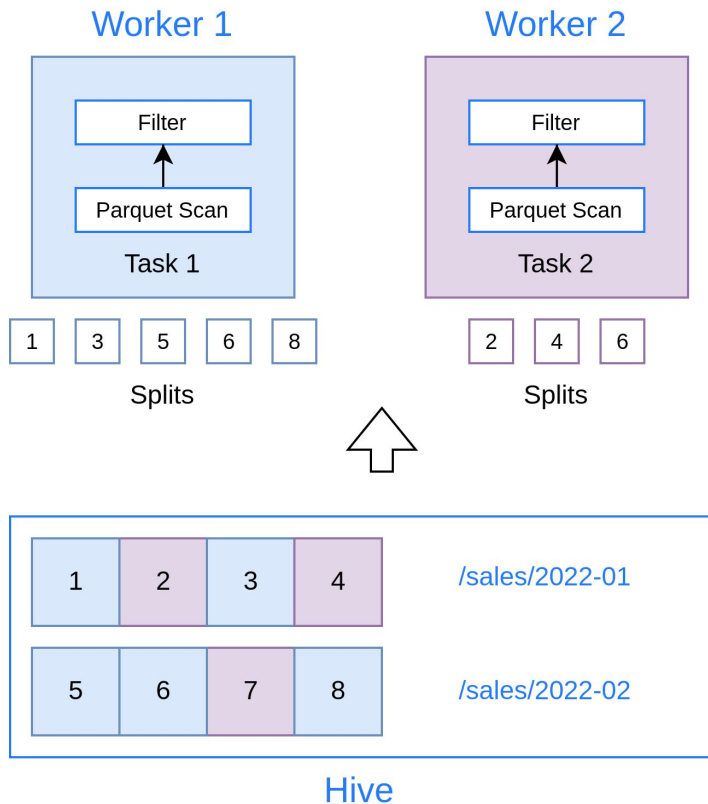 Worker 1
Worker 2
Filter
Filter
Parquet Scan
Parquet Scan
Task 1
Task 2
1 3 5 6 8
2 4 6
Splits
Splits
1 2 3 4
/sales/2022-01
5 6 7 8
/sales/2022-02
Hive